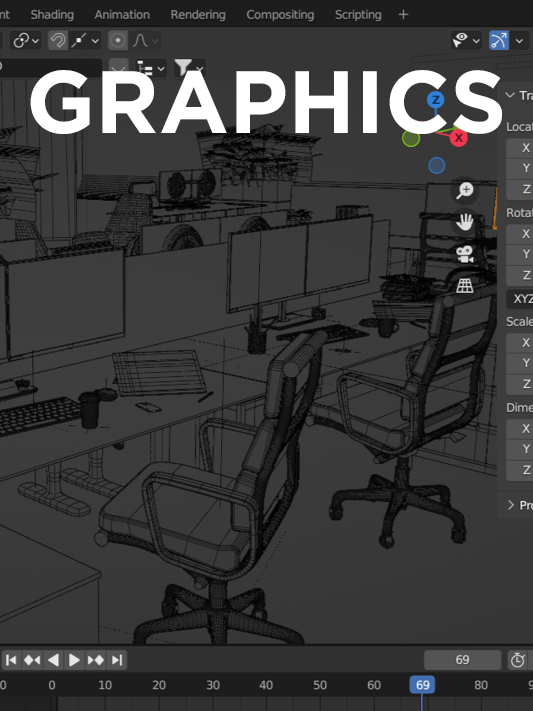 nt Shading Animation Rendering Compositing Scripting +
GRAPHICS
Z
X
Tra
Locat
X
Y
Z
Rotat
X
Y
Z
XYZ
Scale
X
Y
Z
Dime
X
Y
Z
Pro
69
0 0 10 20 30 40 50 60 69 80 9